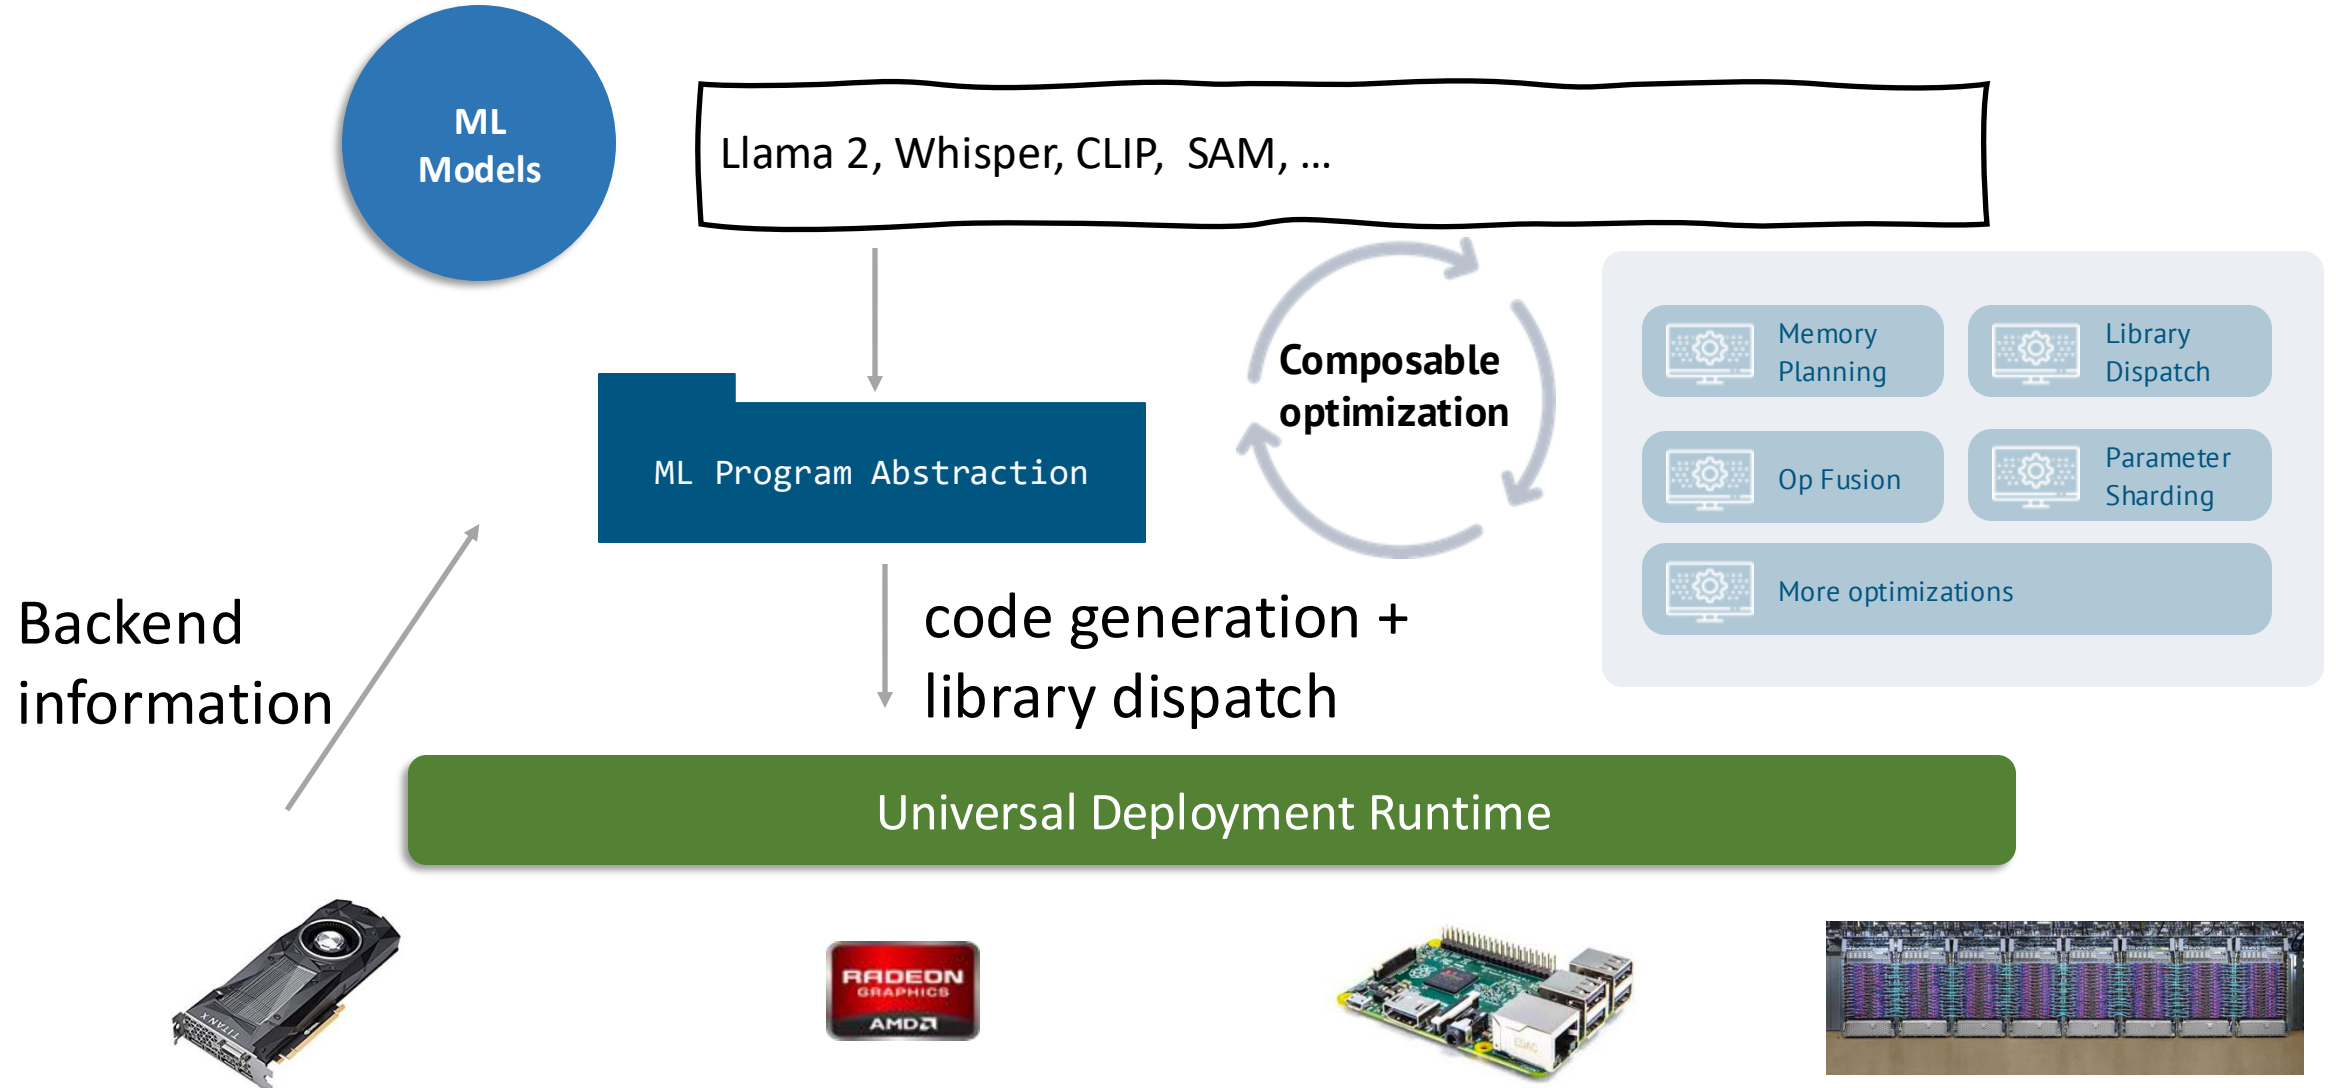 ML
Models
Llama 2, Whisper, CLIP,  SAM, ...
Composable
optimization
Memory
Planning
Library
Dispatch
ML Program Abstraction
Op Fusion
Parameter
Sharding
More optimizations
Backend
information
code generation +
library dispatch
Universal Deployment Runtime
TITAN X
RADEON
GRAPHICS
AMD